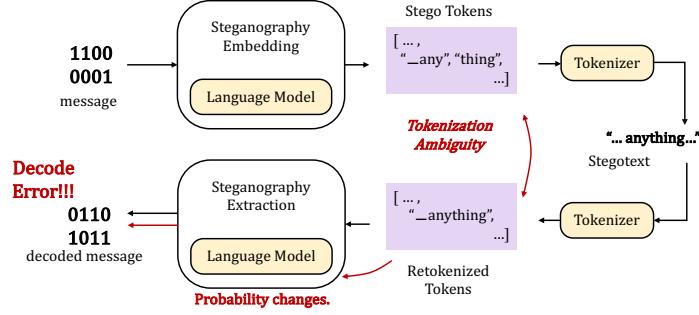 Stego Tokens
Steganography
Embedding
Language Model
1100
0001
message
[ ... ,
“_any”, “thing”,
...]
Tokenizer
Tokenization
Ambiguity
“... anything...”
Stegotext
Decode
Error!!!
0110
1011
decoded message
Steganography
Extraction
Language Model
[ ... ,
“_anything”,
...]
Tokenizer
Retokenized
Tokens
Probability changes.